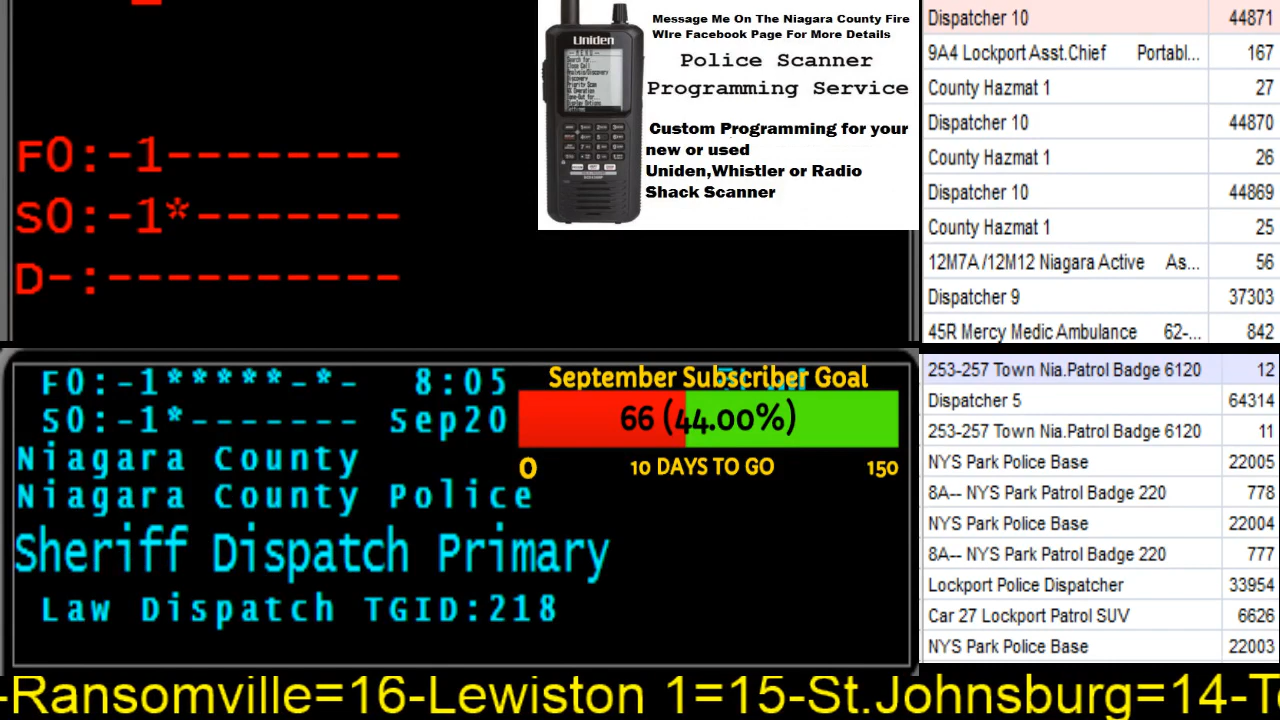 F0:-1--------
S0:-1*-------
D-:----------
Message Me On The Niagara County Fire
WIre Facebook Page For More Details
Police Scanner
Programming Service
Custom Programming for your
new or used
Uniden,Whistler or Radio
Shack Scanner
Uniden
Dispatcher 10 44871
9A4 Lockport Asst.Chief Portabl... 167
County Hazmat 1 27
Dispatcher 10 44870
County Hazmat 1 26
Dispatcher 10 44869
County Hazmat 1 25
12M7A /12M12 Niagara Active As... 56
Dispatcher 9 37303
45R Mercy Medic Ambulance 62-... 842
F0:-1*****-*- 8:05
S0:-1*------- Sep20
Niagara County
Niagara County Police
Sheriff Dispatch Primary
Law Dispatch TGID:218
September Subscriber Goal
66 (44.00%)
0 10 DAYS TO GO 150
253-257 Town Nia.Patrol Badge 6120 12
Dispatcher 5 64314
253-257 Town Nia.Patrol Badge 6120 11
NYS Park Police Base 22005
8A-- NYS Park Patrol Badge 220 778
NYS Park Police Base 22004
8A-- NYS Park Patrol Badge 220 777
Lockport Police Dispatcher 33954
Car 27 Lockport Patrol SUV 6626
NYS Park Police Base 22003
-Ransomville=16-Lewiston 1=15-St.Johnsburg=14-T